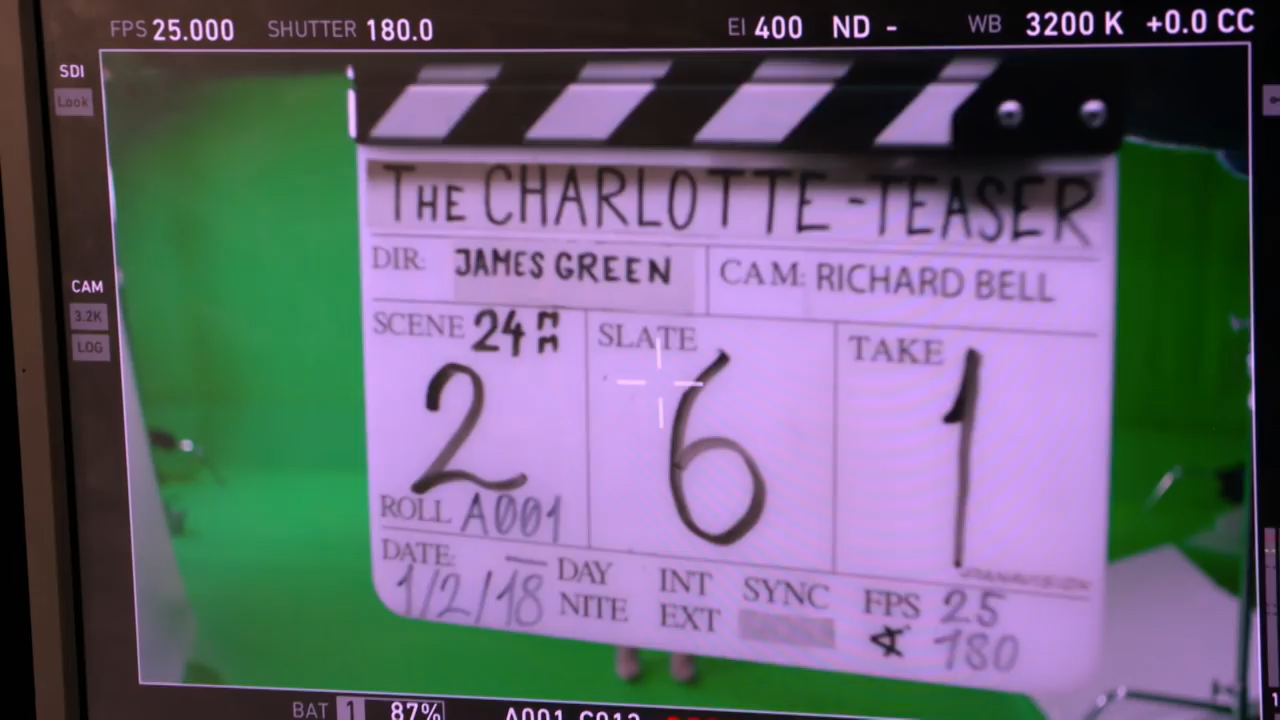 FPS 25.000 SHUTTER 180.0 EI 400 ND - WB 3200 K +0.0 CC
SDI
Look
THE CHARLOTTE -TEASER
DIR: JAMES GREEN CAM: RICHARD BELL
SCENE 24MM SLATE TAKE
CAM
3.2K
LOG
2 6 1
ROLL A001
DATE: 1/2/18 DAY NITE INT EXT SYNC FPS 25
180
BAT 1 87%